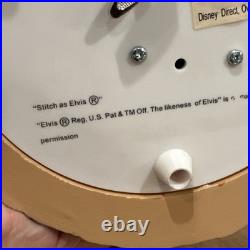 Disney Direct, O
"Stitch as Elvis ®"
"Elvis ® Reg. U.S. Pat & TM Off. The likeness of Elvis" is
permission